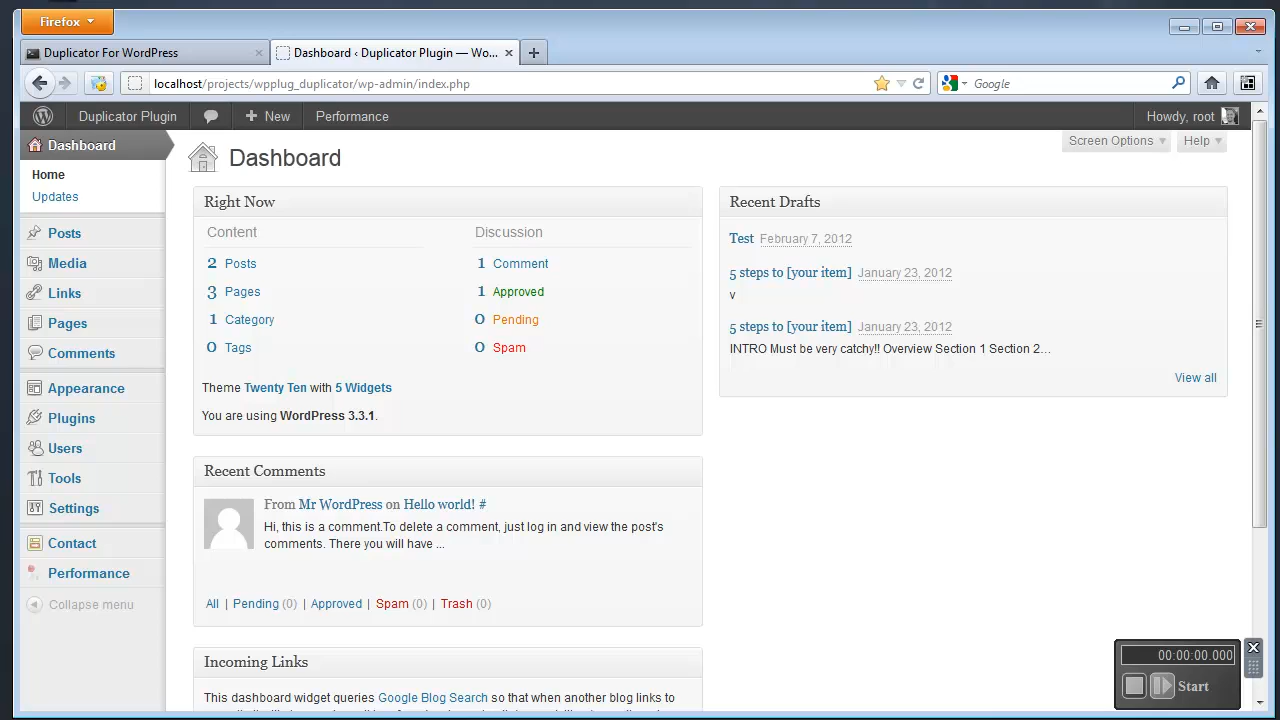 Firefox
Duplicator For WordPress
Dashboard ‹ Duplicator Plugin — Wo...
localhost/projects/wpplug_duplicator/wp-admin/index.php
Google
Duplicator Plugin
New
Performance
Howdy, root
Dashboard
Home
Updates
Posts
Media
Links
Pages
Comments
Appearance
Plugins
Users
Tools
Settings
Contact
Performance
Collapse menu
Screen Options
Help
Dashboard
Right Now
Content
Discussion
2 Posts
1 Comment
3 Pages
1 Approved
1 Category
0 Pending
0 Tags
0 Spam
Theme Twenty Ten with 5 Widgets
You are using WordPress 3.3.1.
Recent Comments
From Mr WordPress on Hello world! #
Hi, this is a comment.To delete a comment, just log in and view the post's
comments. There you will have ...
All | Pending (0) | Approved | Spam (0) | Trash (0)
Incoming Links
This dashboard widget queries Google Blog Search so that when another blog links to
Recent Drafts
Test February 7, 2012
5 steps to [your item] January 23, 2012
v
5 steps to [your item] January 23, 2012
INTRO Must be very catchy!! Overview Section 1 Section 2…
View all
00:00:00.000
Start